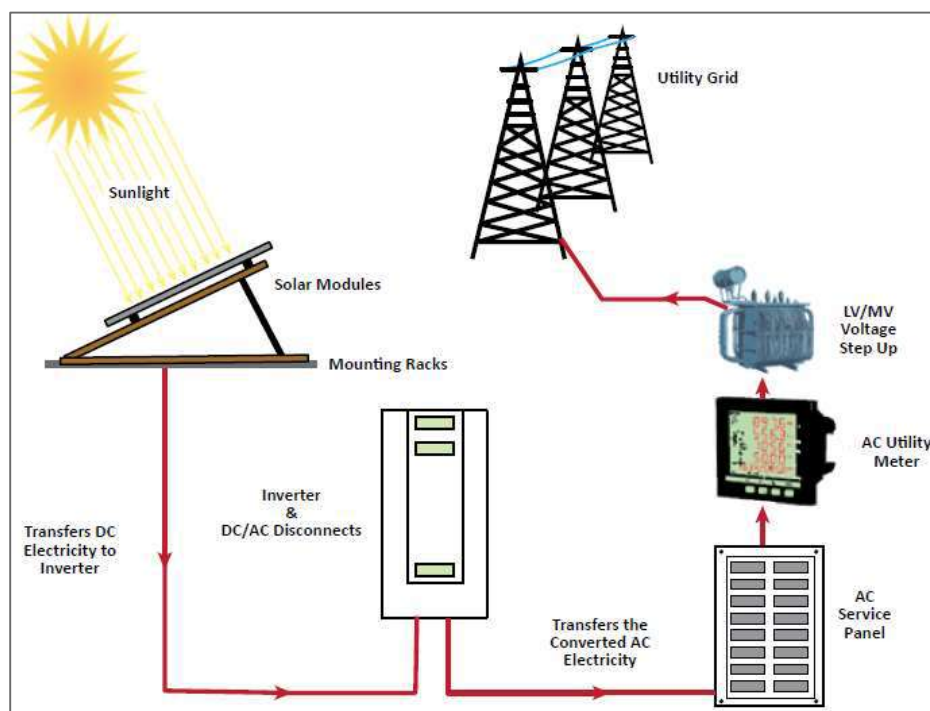 Utility Grid
Sunlight
Solar Modules
LV/MV
Voltage
Step Up
Mounting Racks
AC Utility
Meter
Inverter
&
DC/AC Disconnects
Transfers DC
Electricity to
Inverter
AC
Service
Panel
Transfers the
Converted AC
Electricity